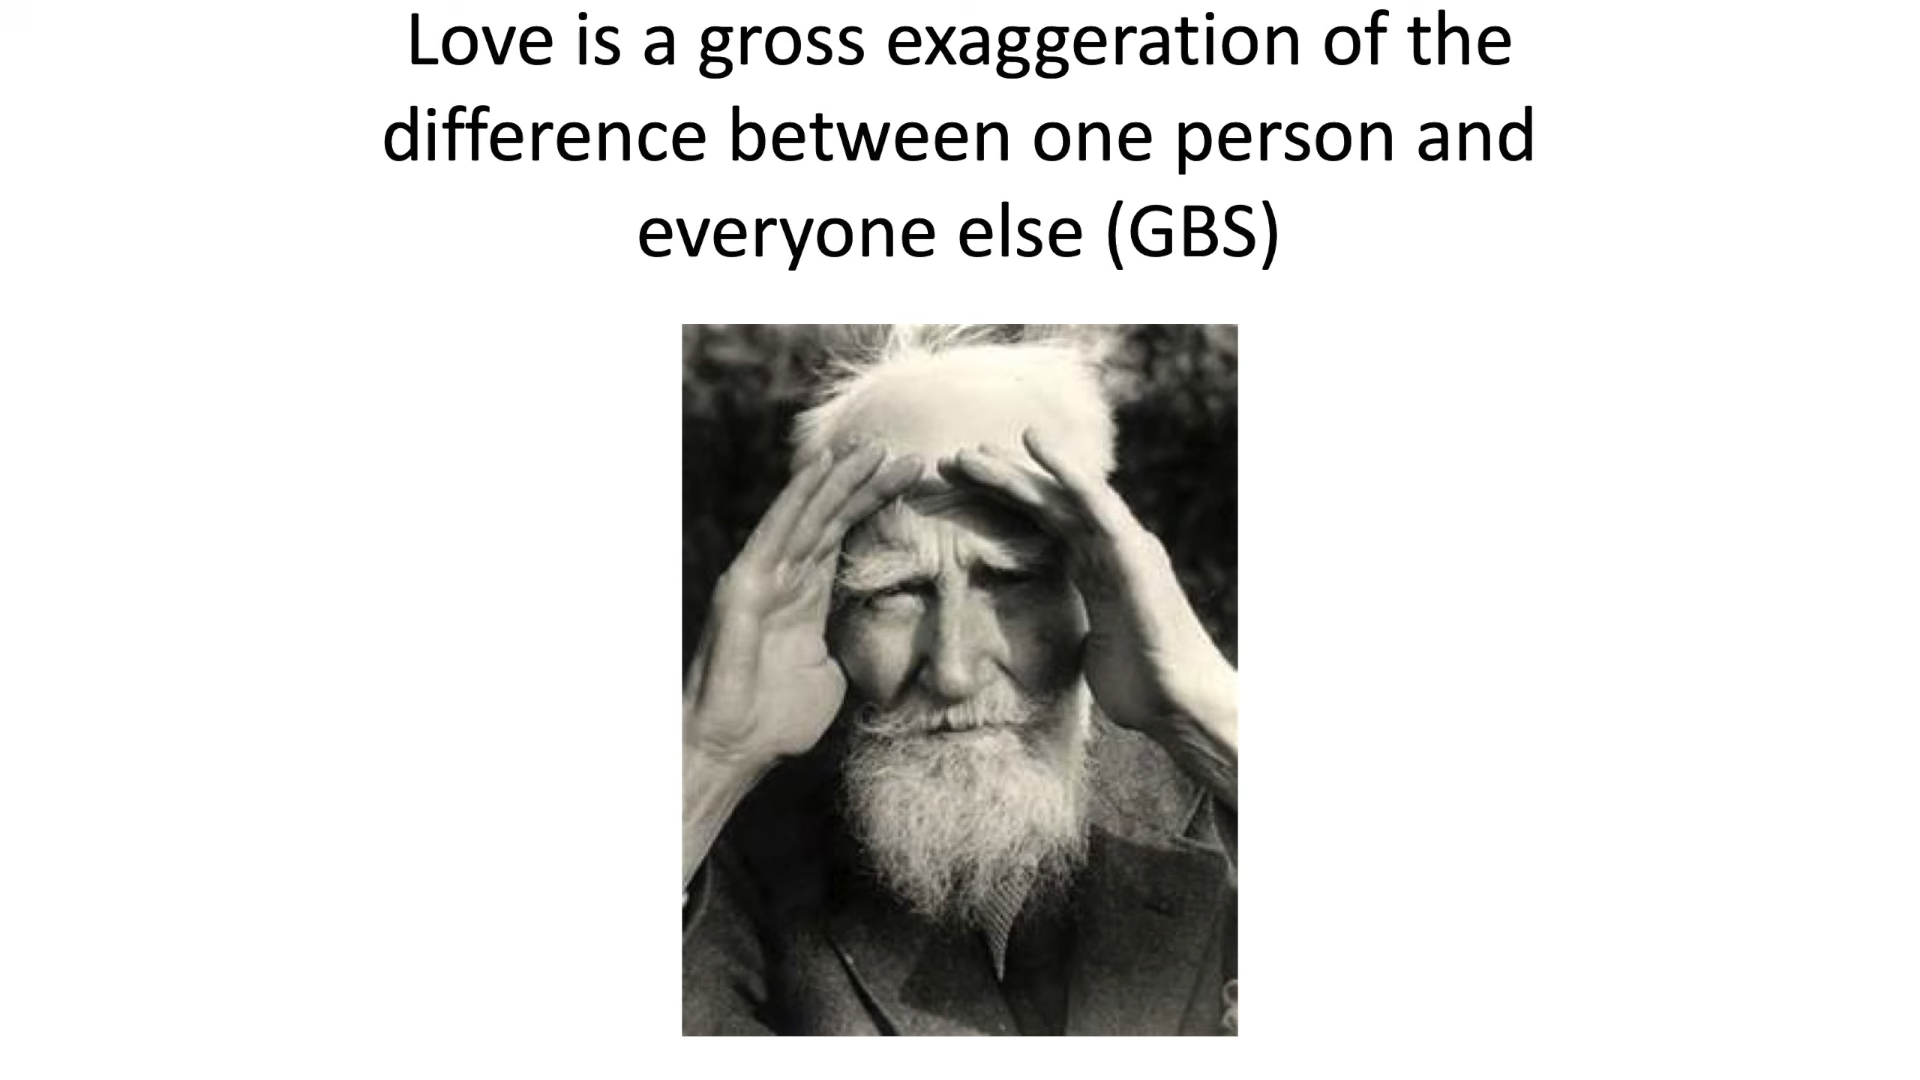 Love is a gross exaggeration of the
difference between one person and
everyone else (GBS)